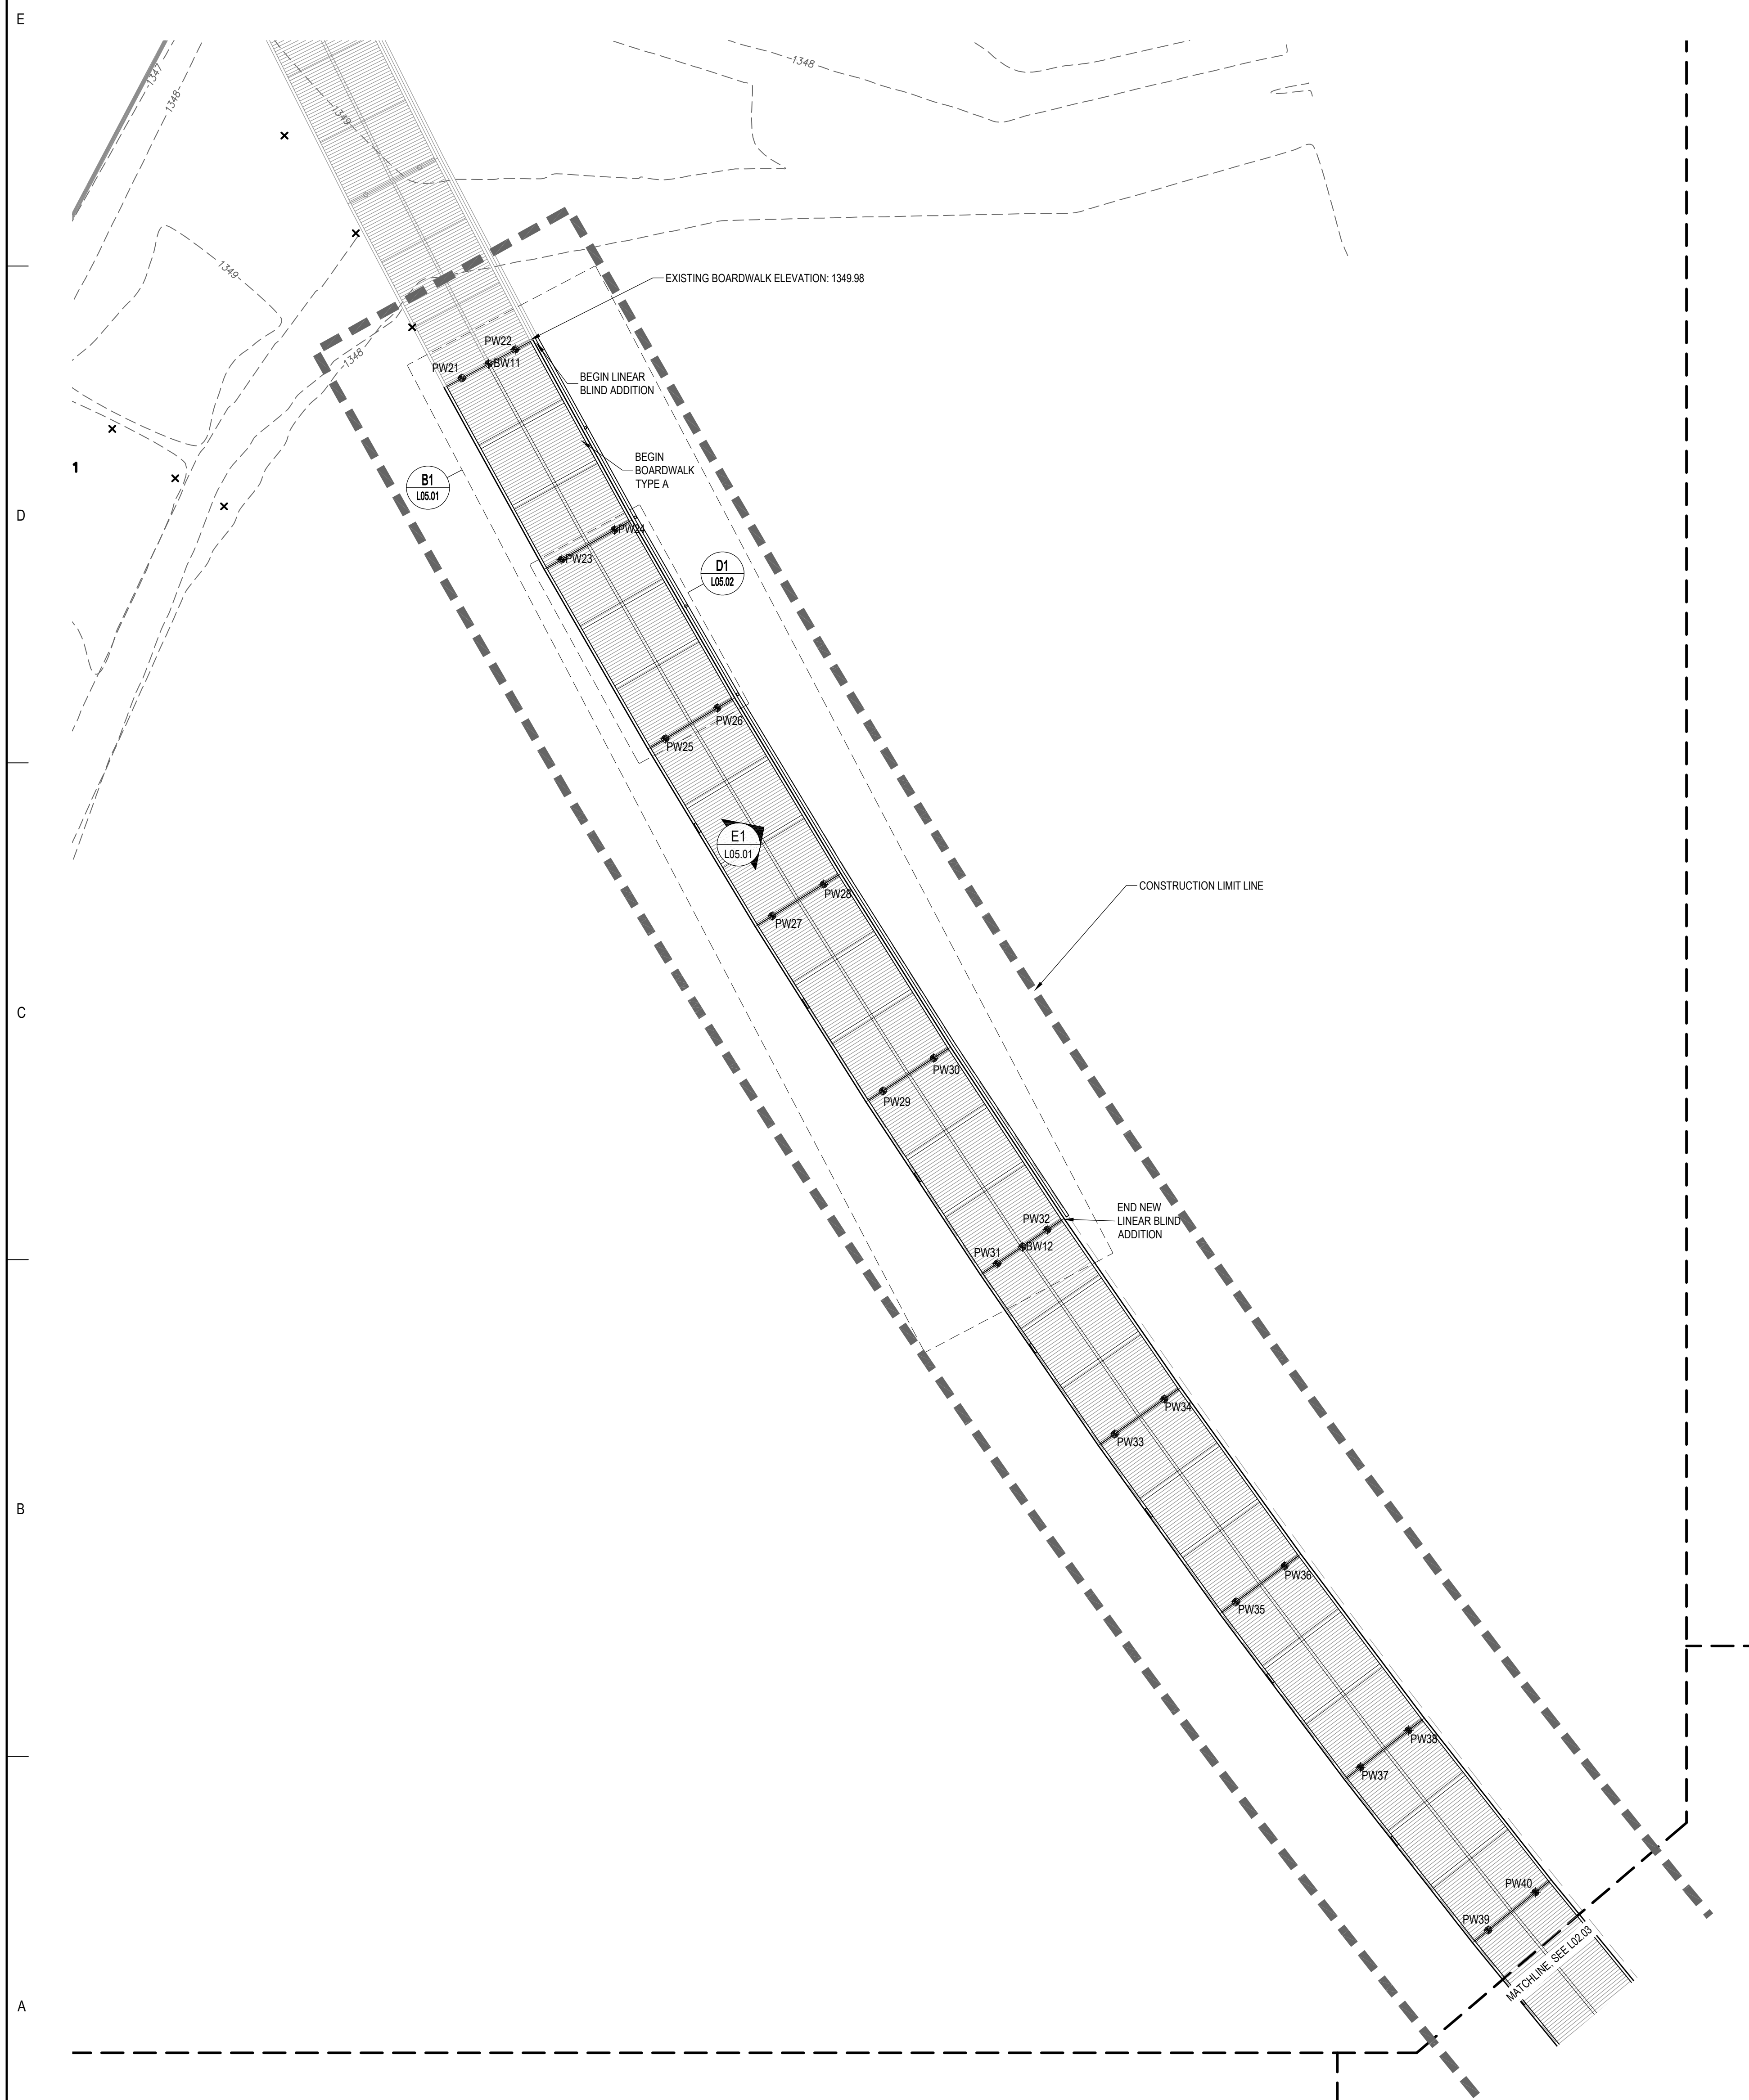 E
-1347
1348-
-1348
-1349-
1349-
EXISTING BOARDWALK ELEVATION: 1349.98
PW22
-1348
BW11
PW21
BEGIN LINEAR
BLIND ADDITION
BEGIN
BOARDWALK
TYPE A
1
B1
L05.01
D
PW24
PW23
D1
L05.02
PW26
PW25
E1
L05.01
CONSTRUCTION LIMIT LINE
PW28
PW27
C
PW30
PW29
END NEW
LINEAR BLIND
ADDITION
PW32
BW12
PW31
PW34
PW33
B
PW36
PW35
PW38
PW37
PW40
PW39
MATCHLINE, SEE L02.03
A